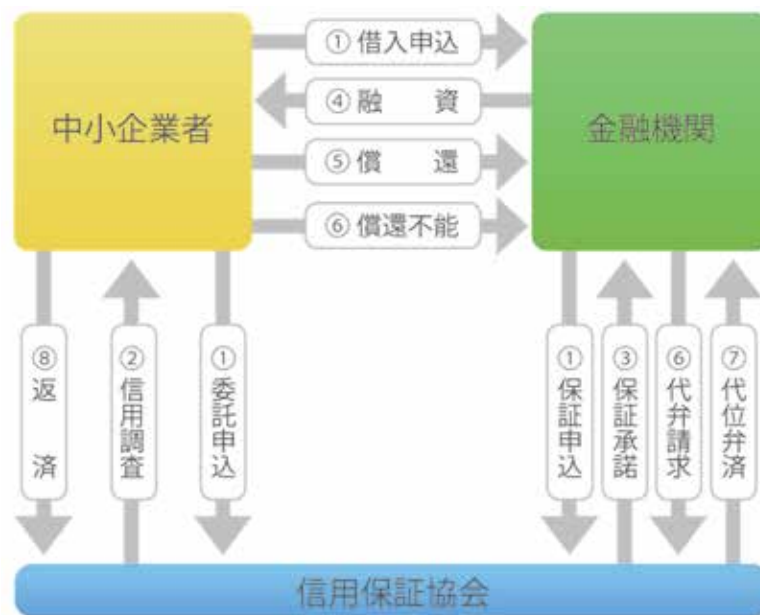 中小企業者
① 借入申込
④ 融　資
⑤ 償　還
⑥ 償還不能
金融機関
⑧返　済
②信用調査
①委託申込
①保証申込
③保証承諾
⑥代弁請求
⑦代位弁済
信用保証協会